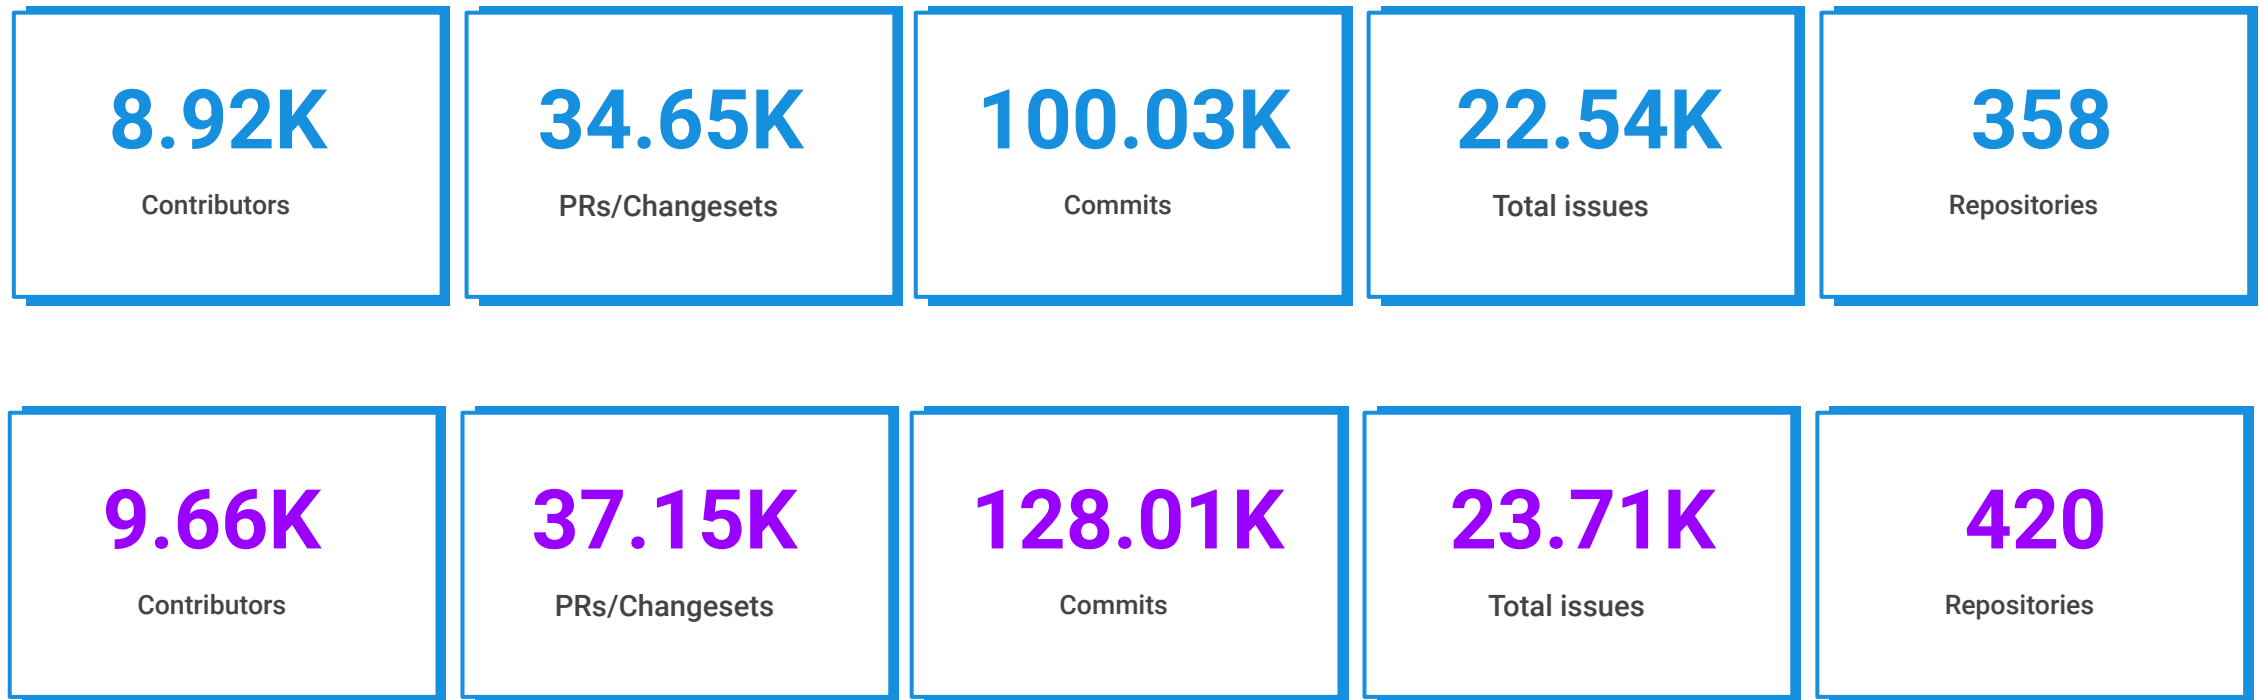 8.92K
34.65K
100.03K
22.54K
358
Contributors
PRs/Changesets
Commits
Total issues
Repositories
9.66K
37.15K
128.01K
23.71K
420
Contributors
PRs/Changesets
Commits
Total issues
Repositories